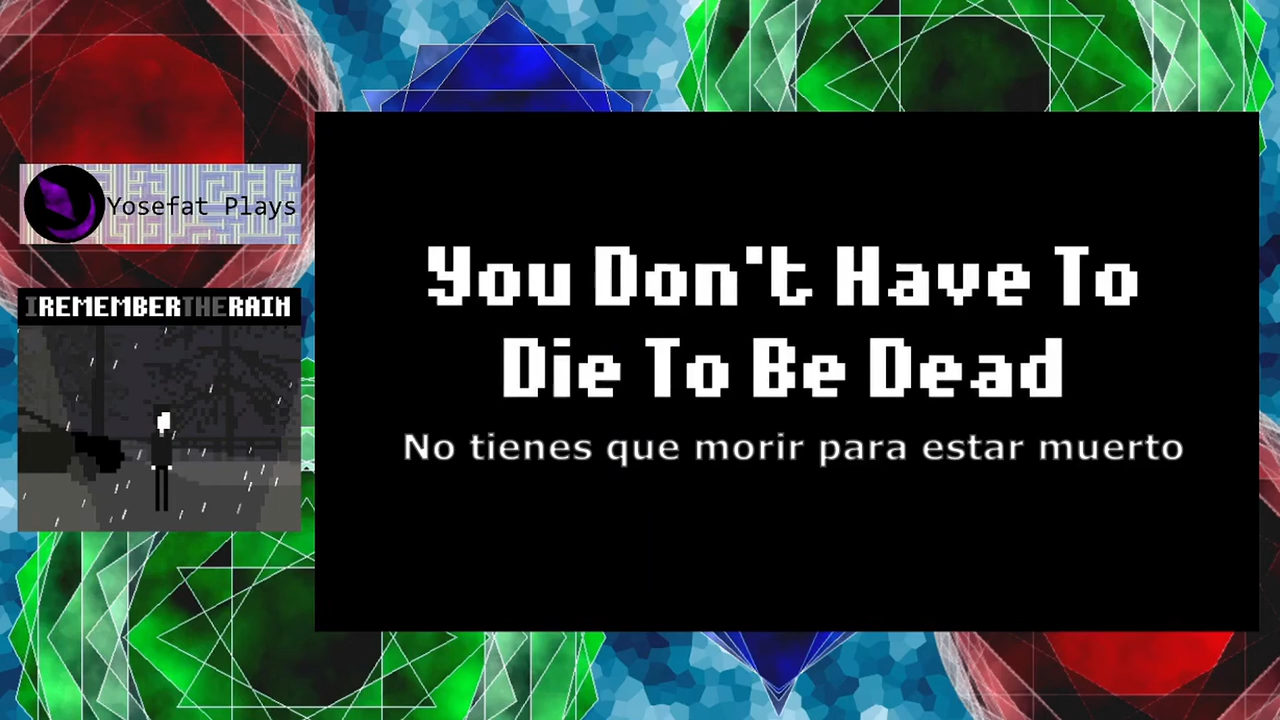 Yosefat Plays
IREMEMBERTHERAIN
You Don't Have To
Die To Be Dead
No tienes que morir para estar muerto